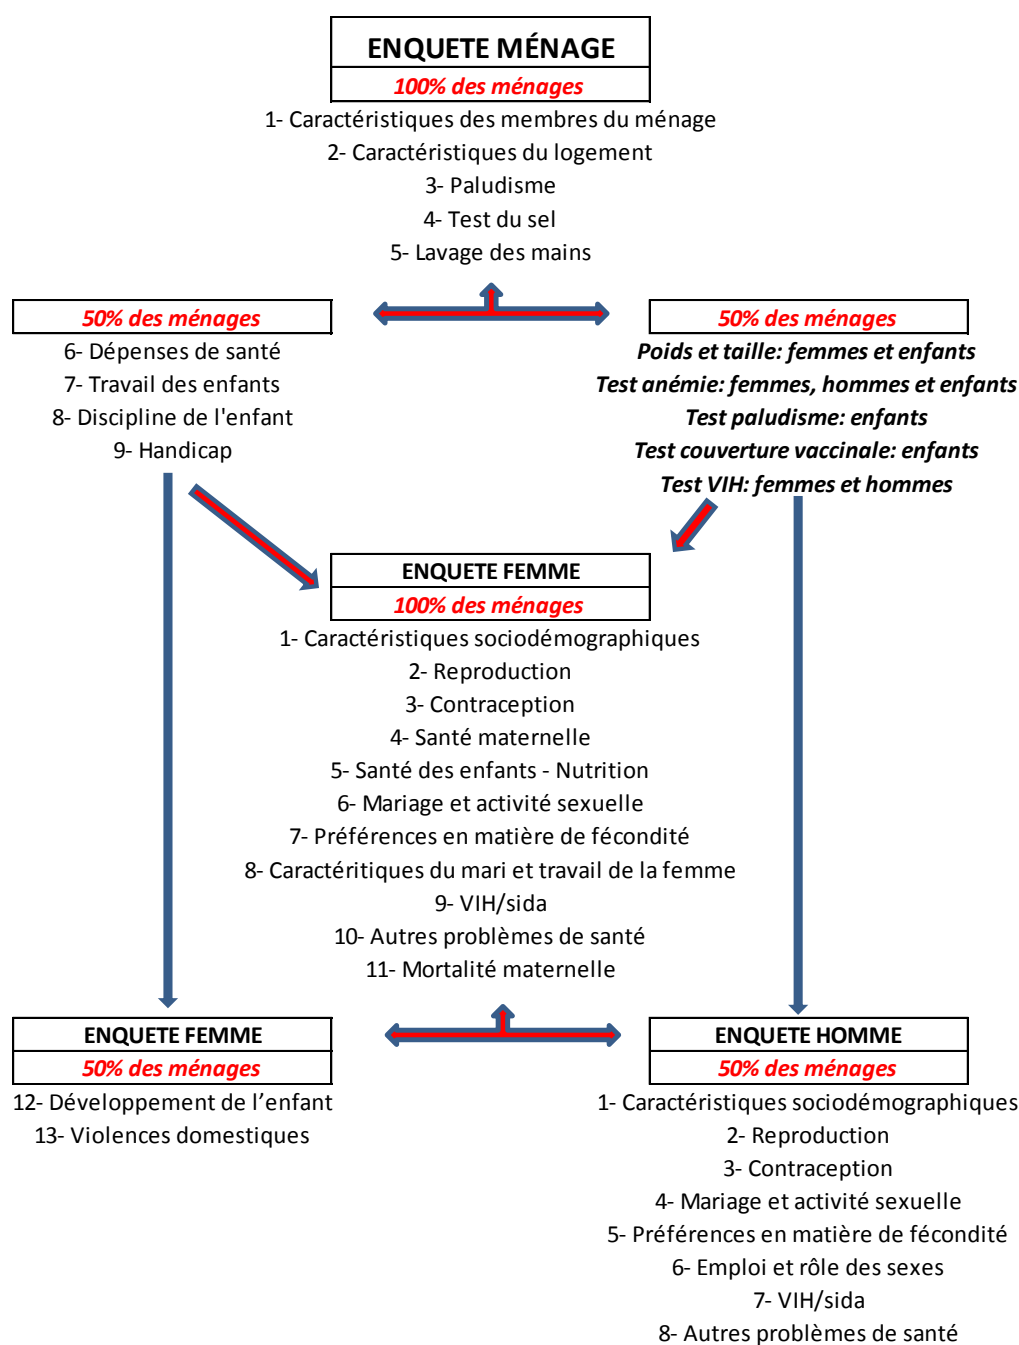 ENQUETE MÉNAGE
100% des ménages
1- Caractéristiques des membres du ménage
2- Caractéristiques du logement
3- Paludisme
4- Test du sel
5- Lavage des mains
50% des ménages
6- Dépenses de santé
7- Travail des enfants
8- Discipline de l'enfant
9- Handicap
50% des ménages
Poids et taille: femmes et enfants
Test anémie: femmes, hommes et enfants
Test paludisme: enfants
Test couverture vaccinale: enfants
Test VIH: femmes et hommes
ENQUETE FEMME
100% des ménages
1- Caractéristiques sociodémographiques
2- Reproduction
3- Contraception
4- Santé maternelle
5- Santé des enfants - Nutrition
6- Mariage et activité sexuelle
7- Préférences en matière de fécondité
8- Caractéritiques du mari et travail de la femme
9- VIH/sida
10- Autres problèmes de santé
11- Mortalité maternelle
ENQUETE FEMME
50% des ménages
12- Développement de l’enfant
13- Violences domestiques
ENQUETE HOMME
50% des ménages
1- Caractéristiques sociodémographiques
2- Reproduction
3- Contraception
4- Mariage et activité sexuelle
5- Préférences en matière de fécondité
6- Emploi et rôle des sexes
7- VIH/sida
8- Autres problèmes de santé